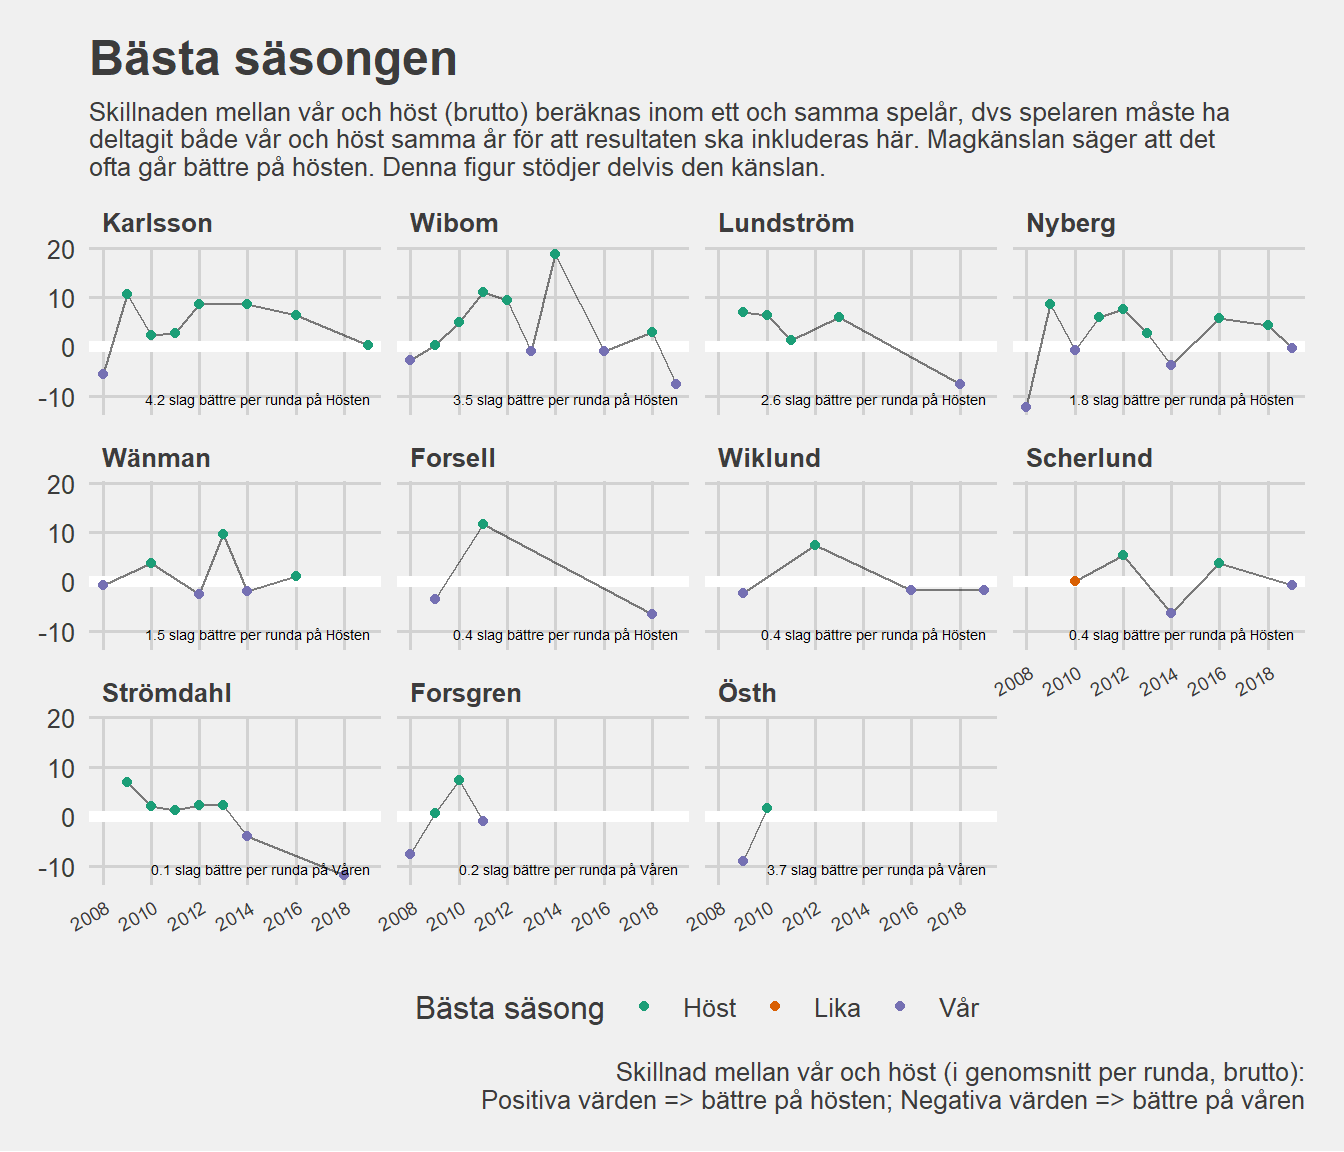 Bästa säsongen
Skillnaden mellan vår och höst (brutto) beräknas inom ett och samma spelår, dvs spelaren måste ha
deltagit både vår och höst samma år för att resultaten ska inkluderas här. Magkänslan säger att det
ofta går bättre på hösten. Denna figur stödjer delvis den känslan.
Karlsson Wibom Lundström Nyberg
20
10
0
-10
4.2 slag bättre per runda på Hösten 3.5 slag bättre per runda på Hösten 2.6 slag bättre per runda på Hösten 1.8 slag bättre per runda på Hösten
Wänman Forsell Wiklund Scherlund
20
10
0
-10
1.5 slag bättre per runda på Hösten 0.4 slag bättre per runda på Hösten 0.4 slag bättre per runda på Hösten 0.4 slag bättre per runda på Hösten
2008 2010 2012 2014 2016 2018
Strömdahl Forsgren Östh
20
10
0
-10
0.1 slag bättre per runda på Våren 0.2 slag bättre per runda på Våren 3.7 slag bättre per runda på Våren
2008 2010 2012 2014 2016 2018 2008 2010 2012 2014 2016 2018 2008 2010 2012 2014 2016 2018
Bästa säsong Höst Lika Vår
Skillnad mellan vår och höst (i genomsnitt per runda, brutto):
Positiva värden => bättre på hösten; Negativa värden => bättre på våren